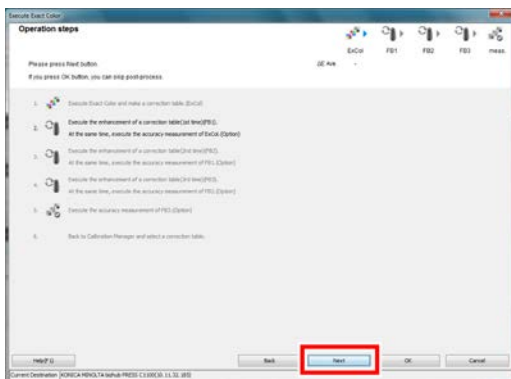 Execute Exact Color
Operation steps
ExCol FB1 FB2 FB3 meas.
Please press Next button. ΔE Ave. -
If you press OK button, you can skip post-process.
1. Execute Exact Color and make a correction table.(ExCol)
2. Execute the enhancement of a correction table(1st time)(FB1).
At the same time, execute the accuracy measurement of ExCol.(Option)
3. Execute the enhancement of a correction table(2nd time)(FB2).
At the same time, execute the accuracy measurement of FB1.(Option)
4. Execute the enhancement of a correction table(3rd time)(FB3).
At the same time, execute the accuracy measurement of FB2.(Option)
5. Execute the accuracy measurement of FB3.(Option)
6. Back to Calibration Manager and select a correction table.
Help(F1) Back Next OK Cancel
Current Destination KONICA MINOLTA bizhub PRESS C1100(10. 11. 32. 185)